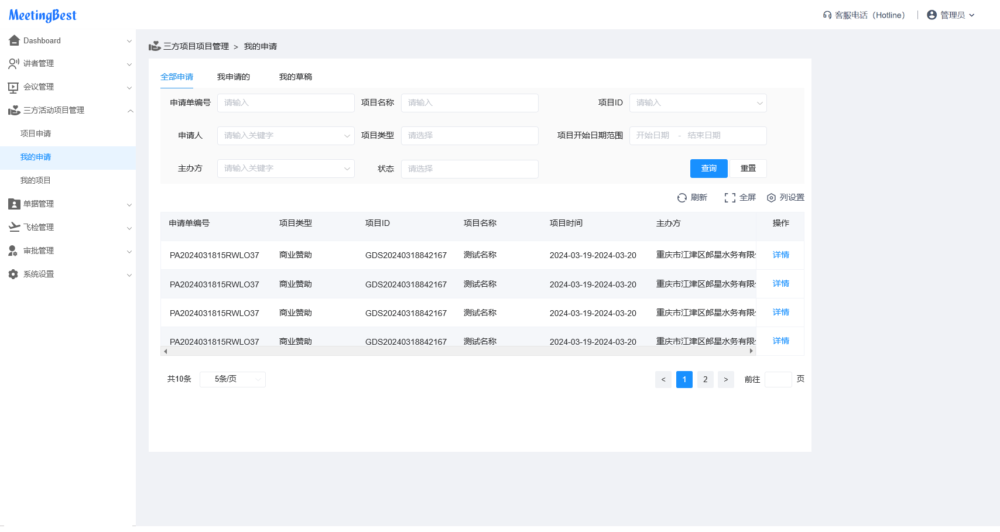 MeetingBest
客服电话（Hotline） 管理员
Dashboard
讲者管理
会议管理
三方活动项目管理
项目申请
我的申请
我的项目
单据管理
飞检管理
审批管理
系统设置
三方项目项目管理 > 我的申请
全部申请 我申请的 我的草稿
申请单编号 请输入 项目名称 请输入 项目ID 请输入
申请人 请输入关键字 项目类型 请选择 项目开始日期范围 开始日期 - 结束日期
主办方 请输入关键字 状态 请选择 查询 重置
刷新 全屏 列设置
申请单编号 项目类型 项目ID 项目名称 项目时间 主办方 操作
PA2024031815RWLO37 商业赞助 GDS20240318842167 测试名称 2024-03-19-2024-03-20 重庆市江津区郎星水务有限 详情
PA2024031815RWLO37 商业赞助 GDS20240318842167 测试名称 2024-03-19-2024-03-20 重庆市江津区郎星水务有限 详情
PA2024031815RWLO37 商业赞助 GDS20240318842167 测试名称 2024-03-19-2024-03-20 重庆市江津区郎星水务有限 详情
PA2024031815RWLO37 商业赞助 GDS20240318842167 测试名称 2024-03-19-2024-03-20 重庆市江津区郎星水务有限 详情
共10条 5条/页 < 1 2 > 前往 页